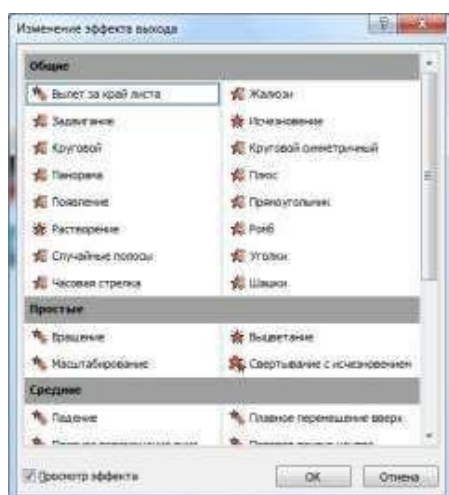 Изменение эффекта выхода
Общие
Вылет за край листа Жалюзи
Задвигание Исчезновение
Круговой Круговой симметричный
Панорама Плюс
Появление Прямоугольник
Растворение Ромб
Случайные полосы Уголки
Часовая стрелка Шашки
Простые
Вращение Выцветание
Масштабирование Свертывание с исчезновением
Средние
Падение Плавное перемещение вверх
Просмотр эффекта ОК Отмена